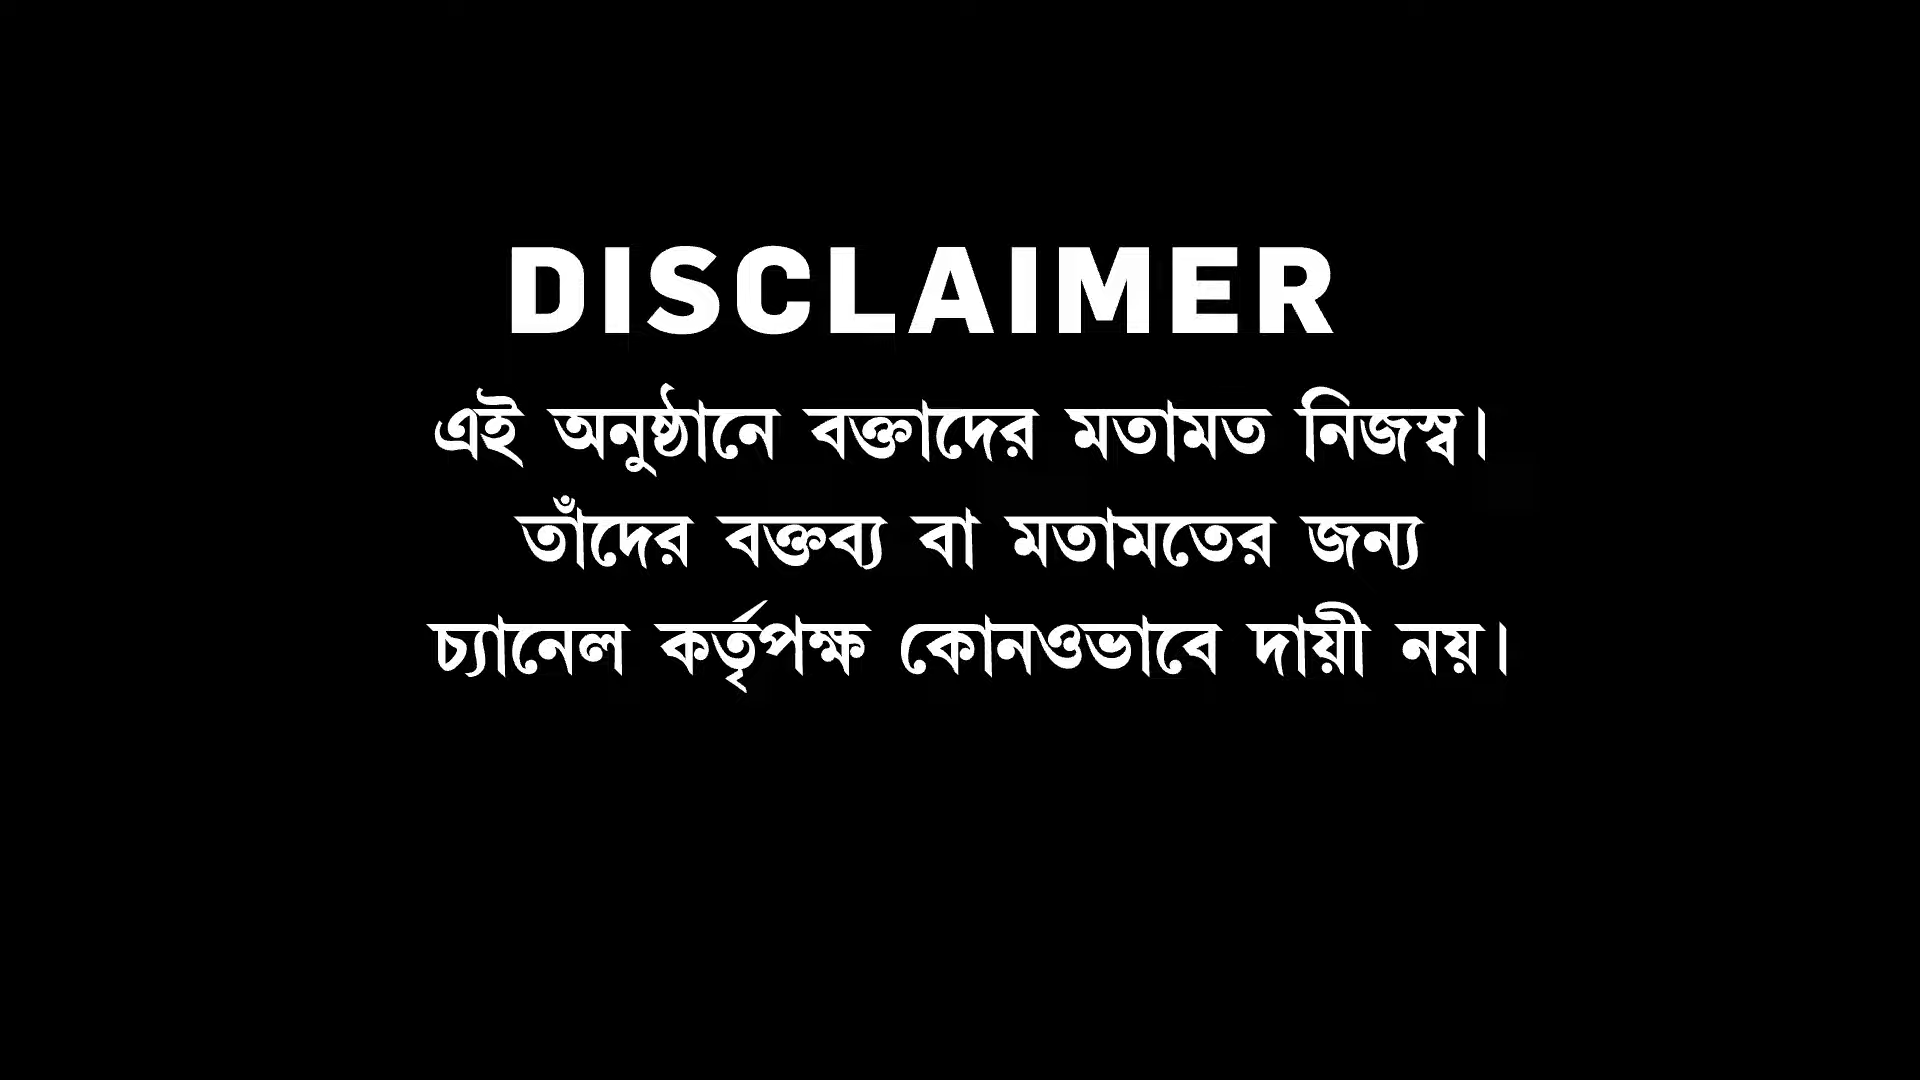 DISCLAIMER
এই অনুষ্ঠানে বক্তাদের মতামত নিজস্ব।
তাঁদের বক্তব্য বা মতামতের জন্য
চ্যানেল কর্তৃপক্ষ কোনওভাবে দায়ী নয়।